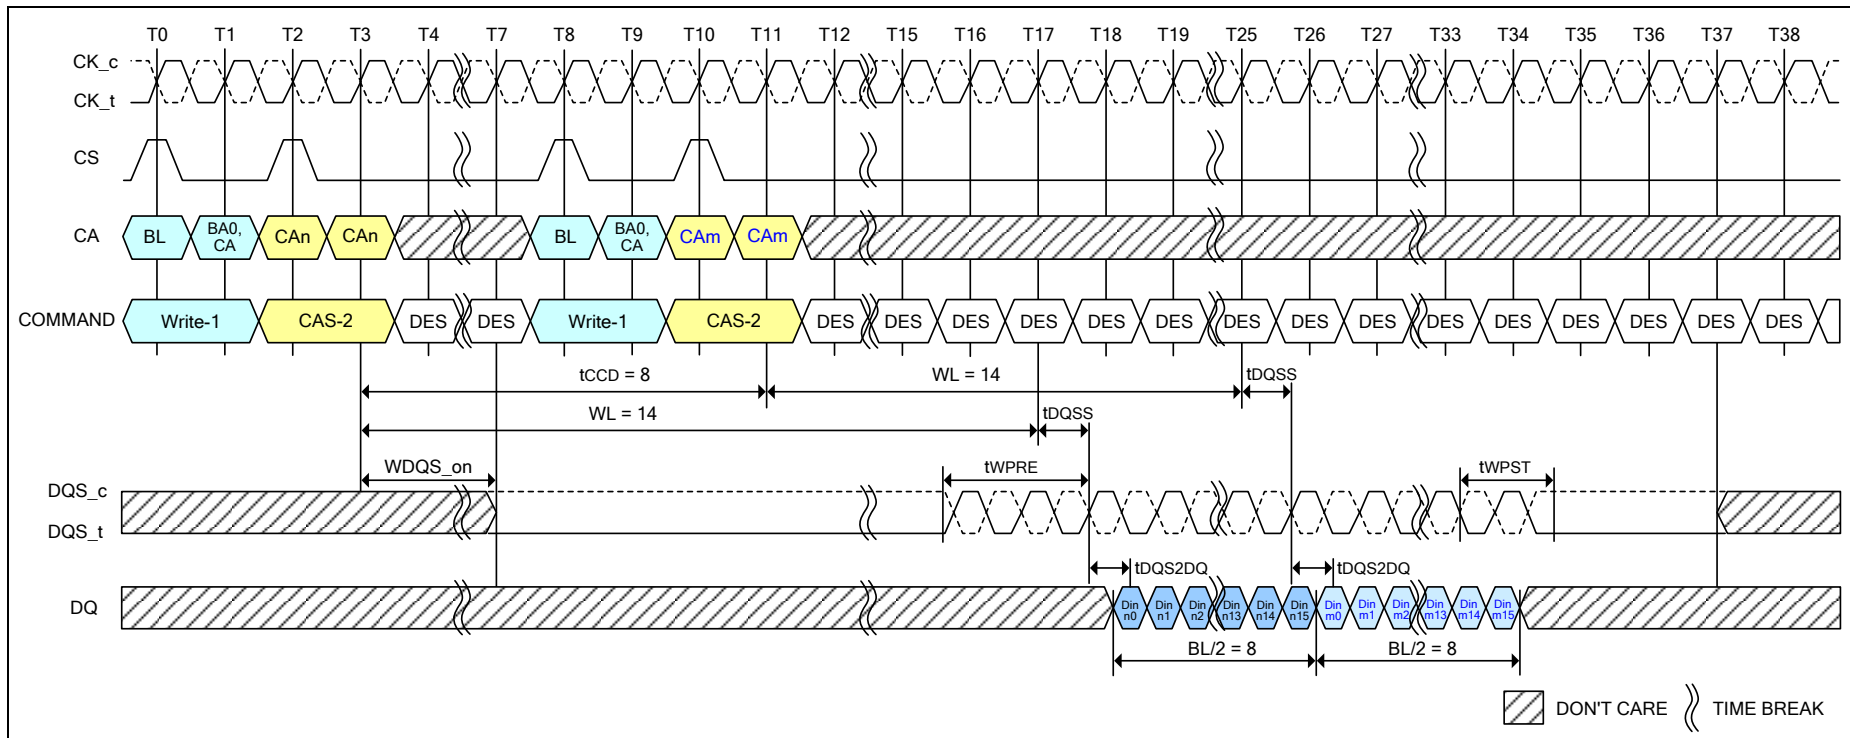 T0 T1 T2 T3 T4 T7 T8 T9 T10 T11 T12 T15 T16 T17 T18 T19 T25 T26 T27 T33 T34 T35 T36 T37 T38
CK_c
CK_t
CS
CA BL BA0, CA CAn CAn BL BA0, CA CAm CAm
COMMAND Write-1 CAS-2 DES DES Write-1 CAS-2 DES DES DES DES DES DES DES DES DES DES DES DES DES DES DES
tCCD = 8 WL = 14 tDQSS
WL = 14 tDQSS
WDQS_on tWPRE tWPST
DQS_c
DQS_t
tDQS2DQ tDQS2DQ
DQ Din n0 Din n1 Din n2 Din n13 Din n14 Din n15 Din m0 Din m1 Din m2 Din m13 Din m14 Din m15
BL/2 = 8 BL/2 = 8
DON'T CARE TIME BREAK